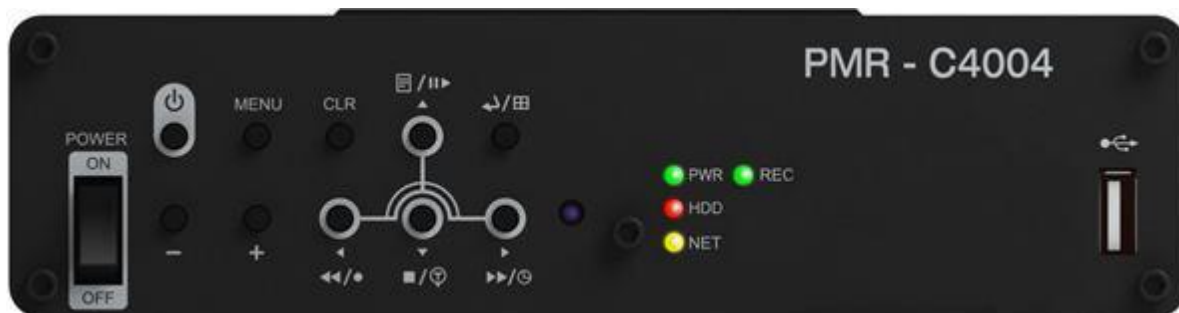 PMR - C4004
MENU
CLR
POWER
ON
PWR
REC
HDD
NET
OFF